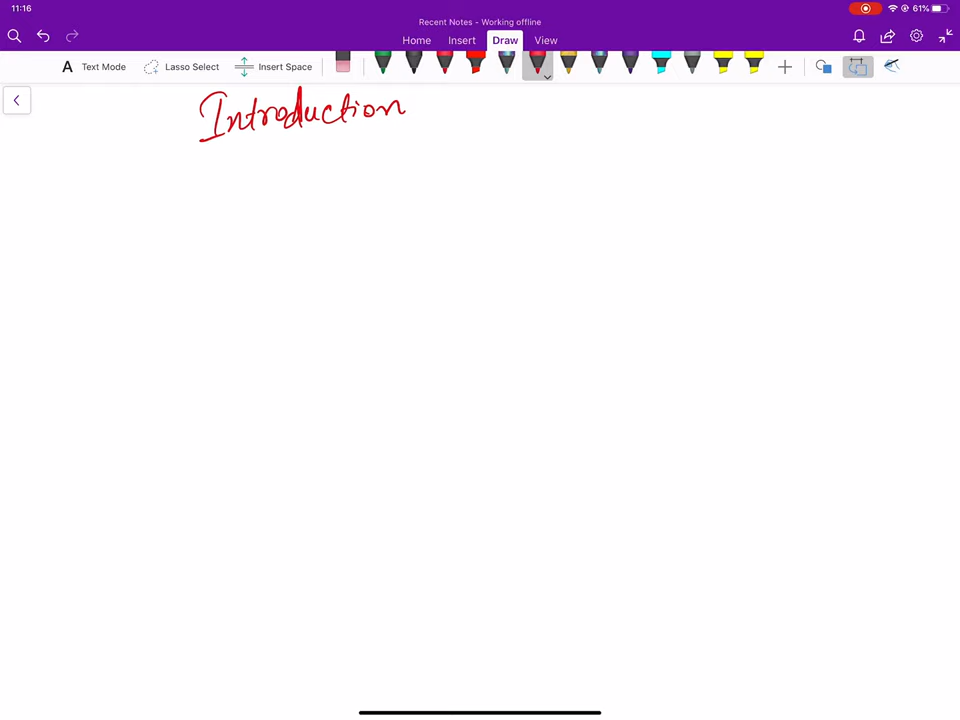 11:16
61%
Recent Notes - Working offline
Home Insert Draw View
A Text Mode Lasso Select Insert Space
Introduction